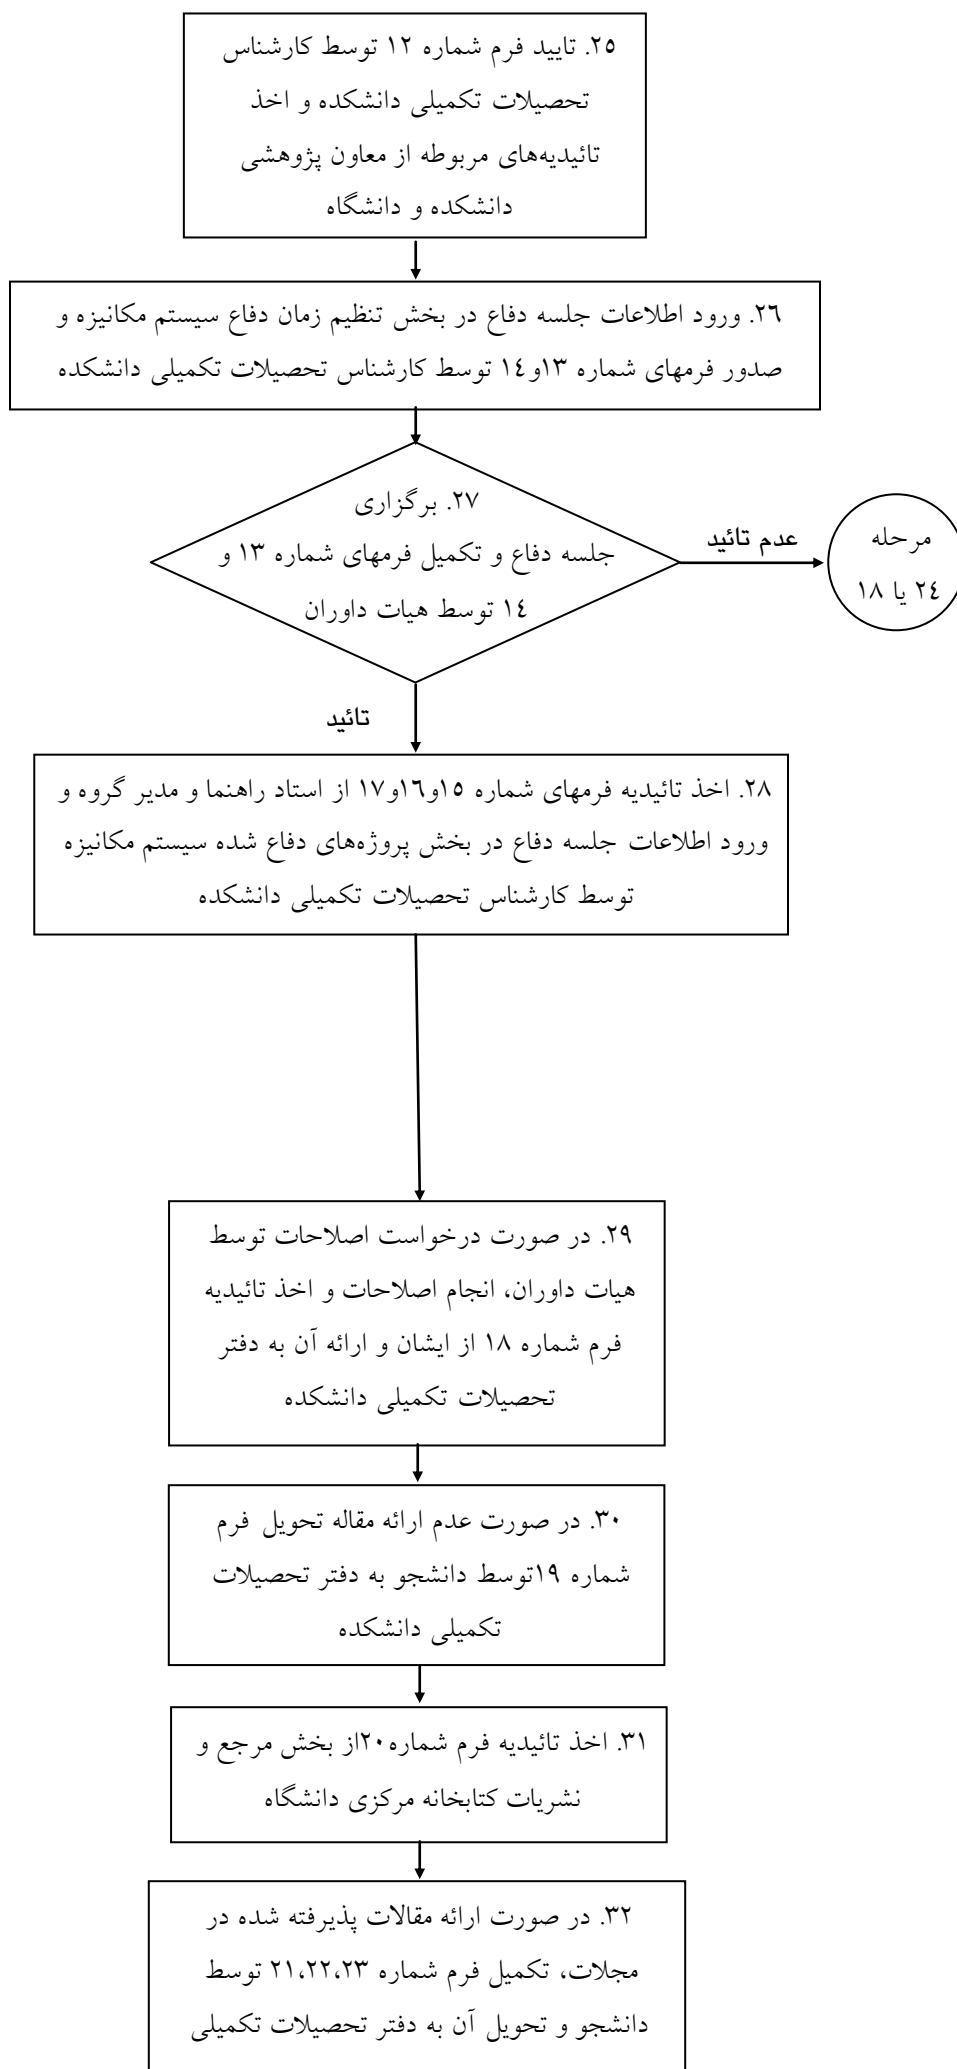 ۲٥. تایید فرم شماره ۱۲ توسط کارشناس
تحصیلات تکمیلی دانشکده و اخذ
تائیدیه‌های مربوطه از معاون پژوهشی
دانشکده و دانشگاه
۲٦. ورود اطلاعات جلسه دفاع در بخش تنظیم زمان دفاع سیستم مکانیزه و
صدور فرمهای شماره ۱۳و۱٤ توسط کارشناس تحصیلات تکمیلی دانشکده
۲۷. برگزاری
جلسه دفاع و تکمیل فرمهای شماره ۱۳ و
۱٤ توسط هیات داوران
عدم تائید
مرحله
۲٤ یا ۱۸
تائید
۲۸. اخذ تائیدیه فرمهای شماره ۱٥و۱٦و۱۷ از استاد راهنما و مدیر گروه و
ورود اطلاعات جلسه دفاع در بخش پروژه‌های دفاع شده سیستم مکانیزه
توسط کارشناس تحصیلات تکمیلی دانشکده
۲۹. در صورت درخواست اصلاحات توسط
هیات داوران، انجام اصلاحات و اخذ تائیدیه
فرم شماره ۱۸ از ایشان و ارائه آن به دفتر
تحصیلات تکمیلی دانشکده
۳۰. در صورت عدم ارائه مقاله تحویل فرم
شماره ۱۹توسط دانشجو به دفتر تحصیلات
تکمیلی دانشکده
۳۱. اخذ تائیدیه فرم شماره۲۰از بخش مرجع و
نشریات کتابخانه مرکزی دانشگاه
۳۲. در صورت ارائه مقالات پذیرفته شده در
مجلات، تکمیل فرم شماره ۲۱،۲۲،۲۳ توسط
دانشجو و تحویل آن به دفتر تحصیلات تکمیلی